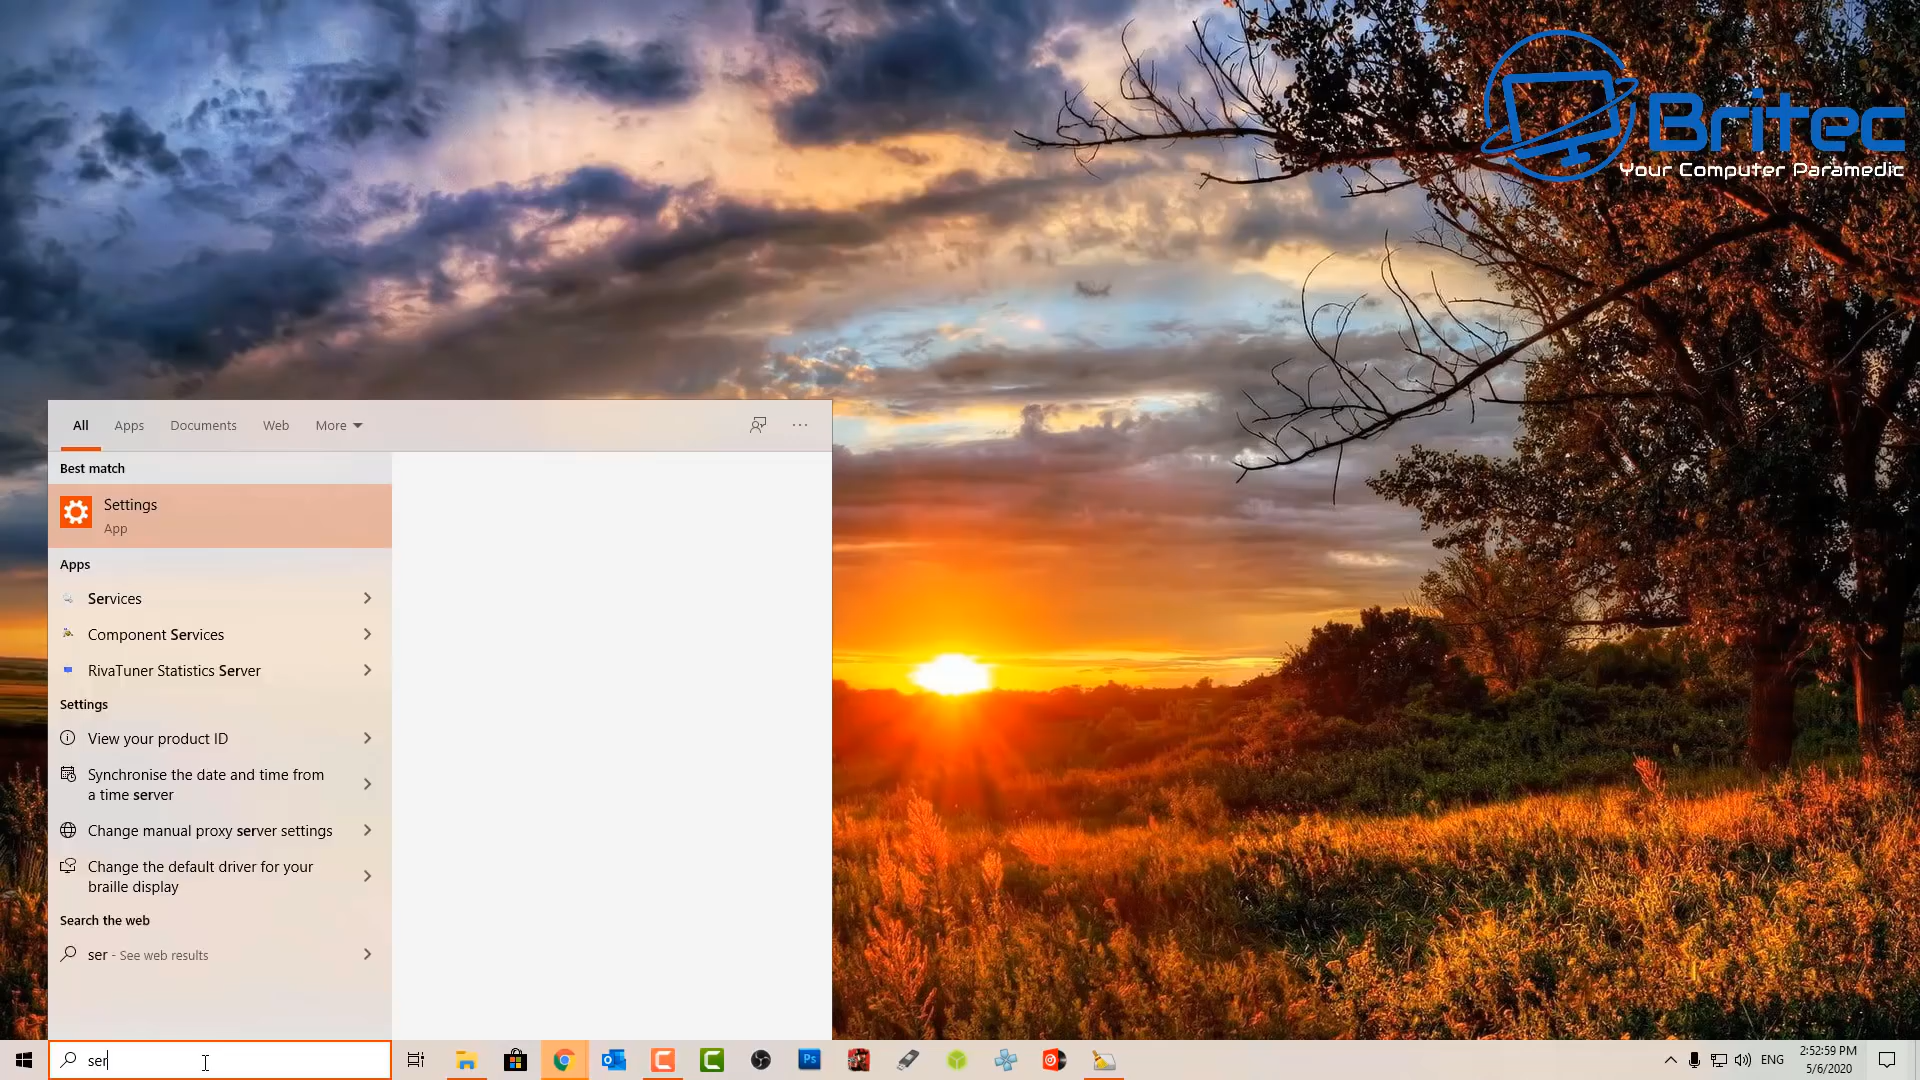 Britec
Your Computer Paramedic
All Apps Documents Web More
Best match
Settings
App
Apps
Services
Component Services
RivaTuner Statistics Server
Settings
View your product ID
Synchronise the date and time from
a time server
Change manual proxy server settings
Change the default driver for your
braille display
Search the web
ser - See web results
ser
Ps
ENG
2:52:59 PM
5/6/2020